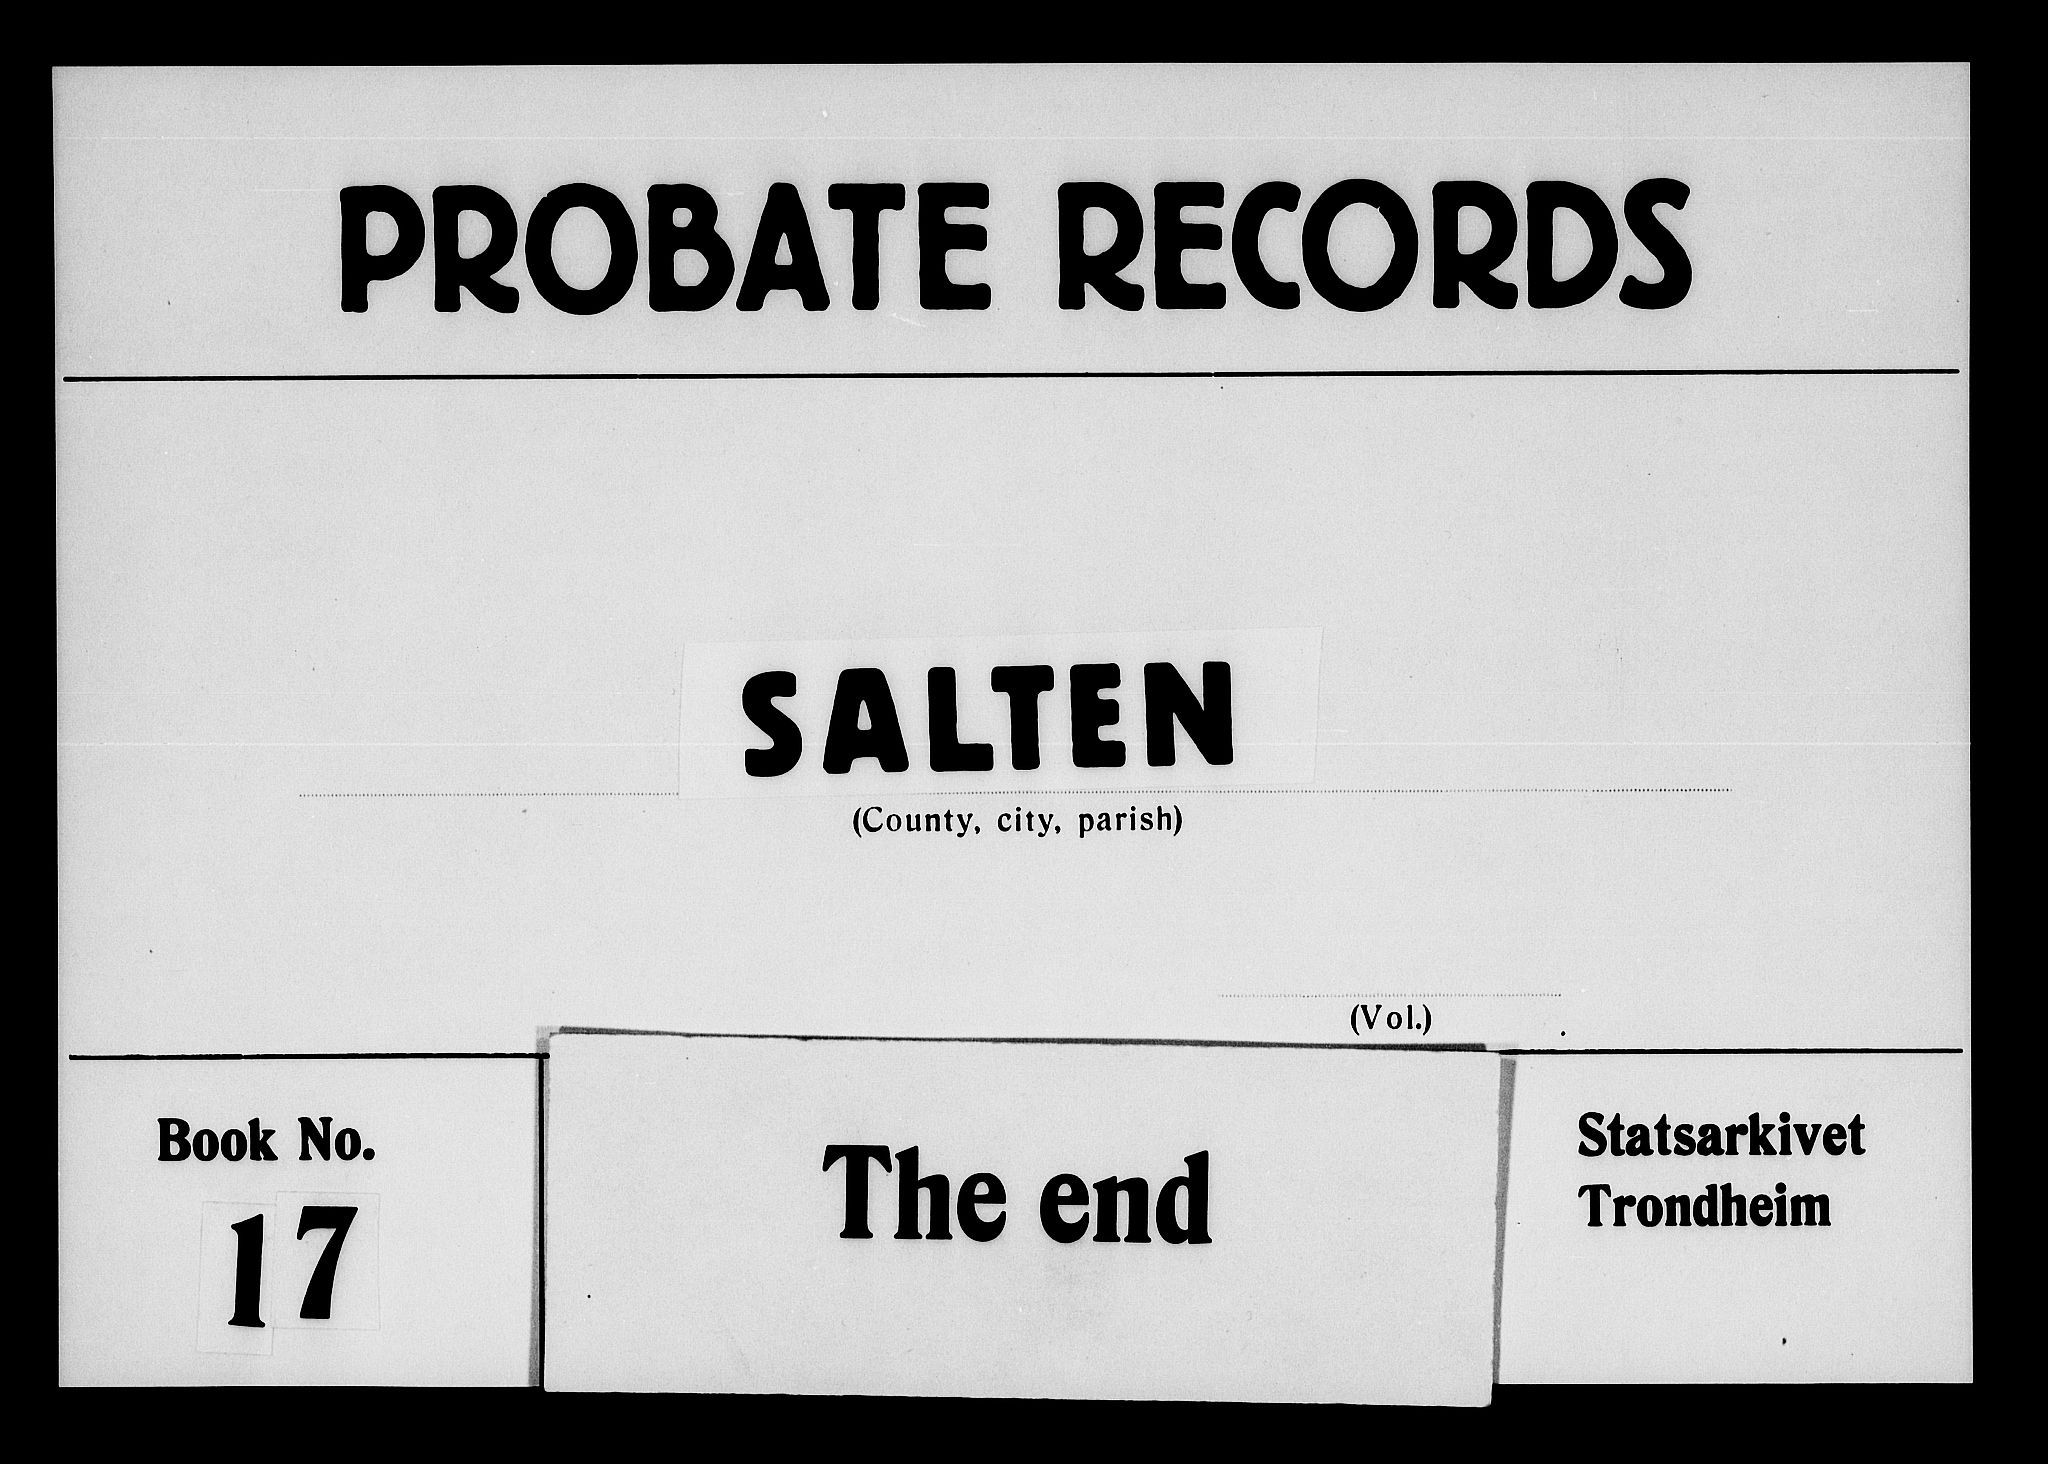 PROBATE RECORDS
SALTEN
(County, city, parish)
(Vol.)
Book No.
17
The end
Statsarkivet
Trondheim